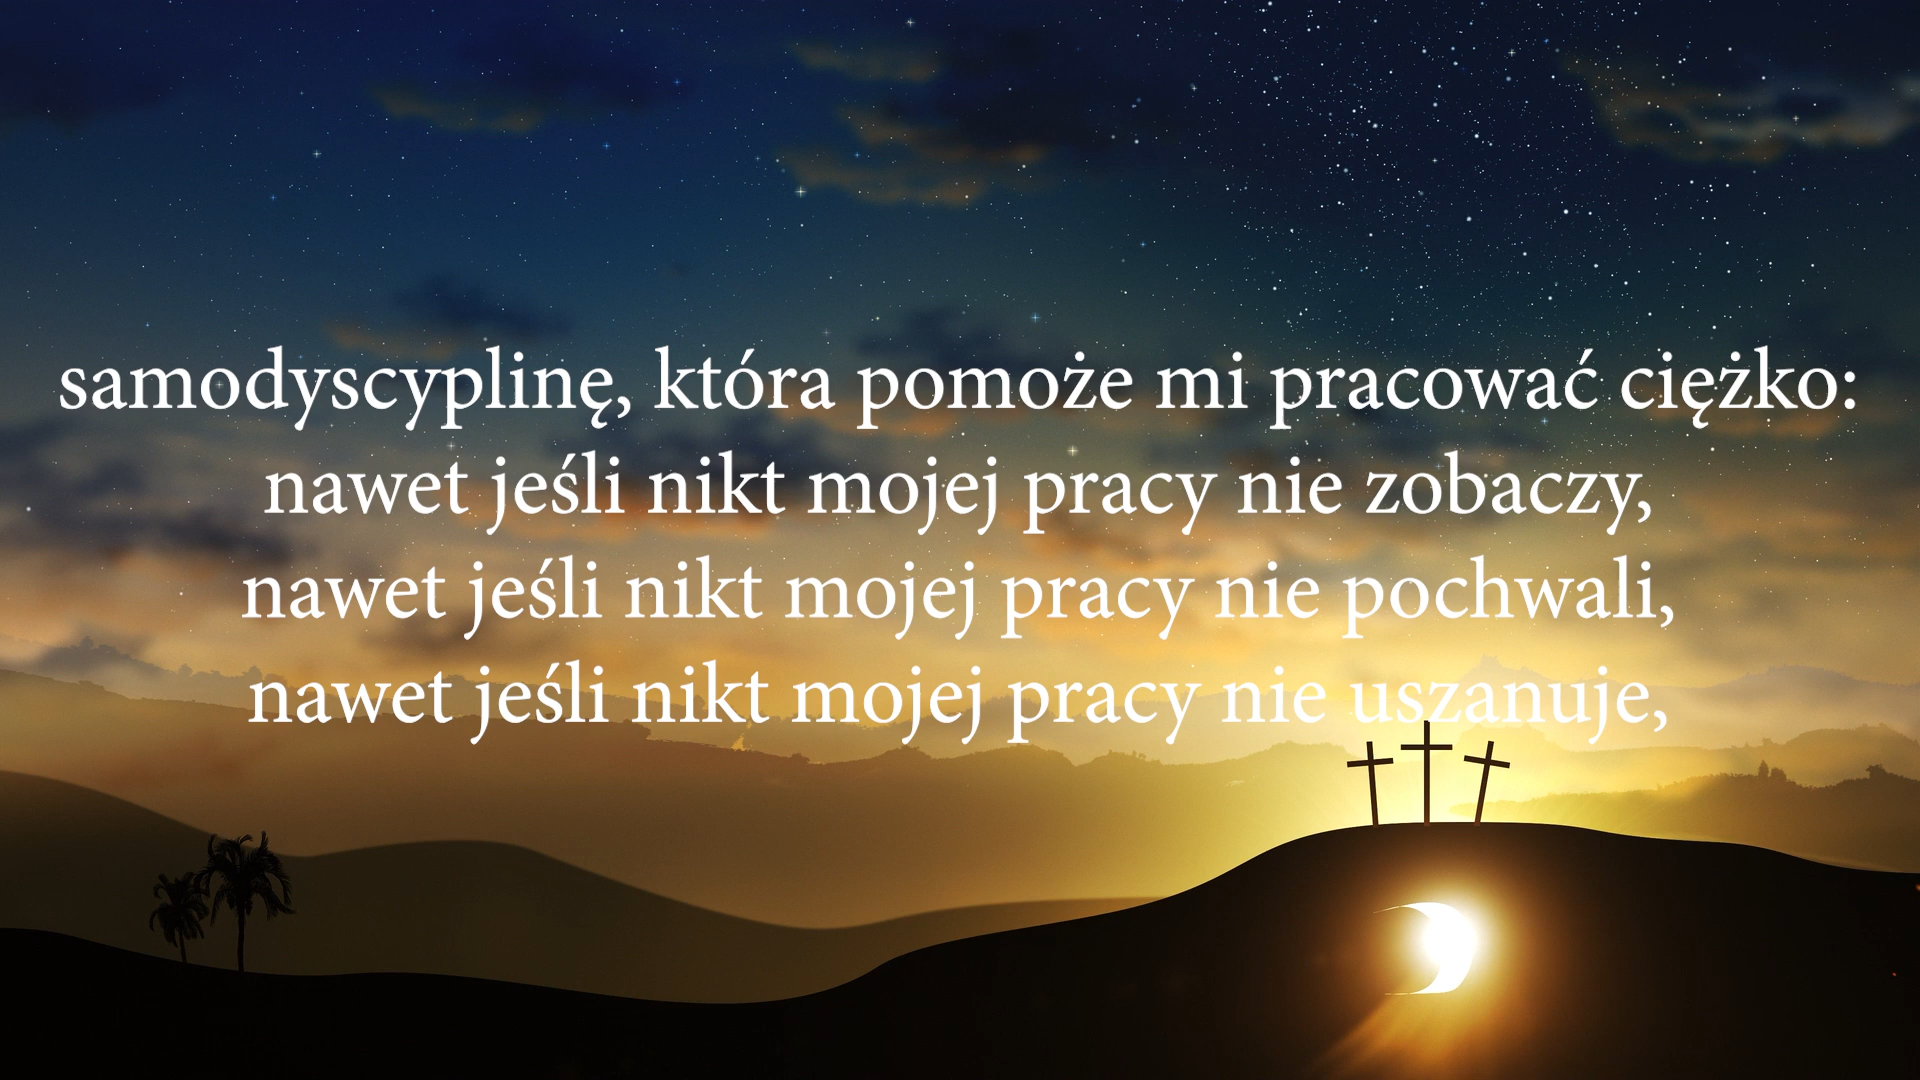 samodyscyplinę, która pomoże mi pracować ciężko:
nawet jeśli nikt mojej pracy nie zobaczy,
nawet jeśli nikt mojej pracy nie pochwali,
nawet jeśli nikt mojej pracy nie uszanuje,